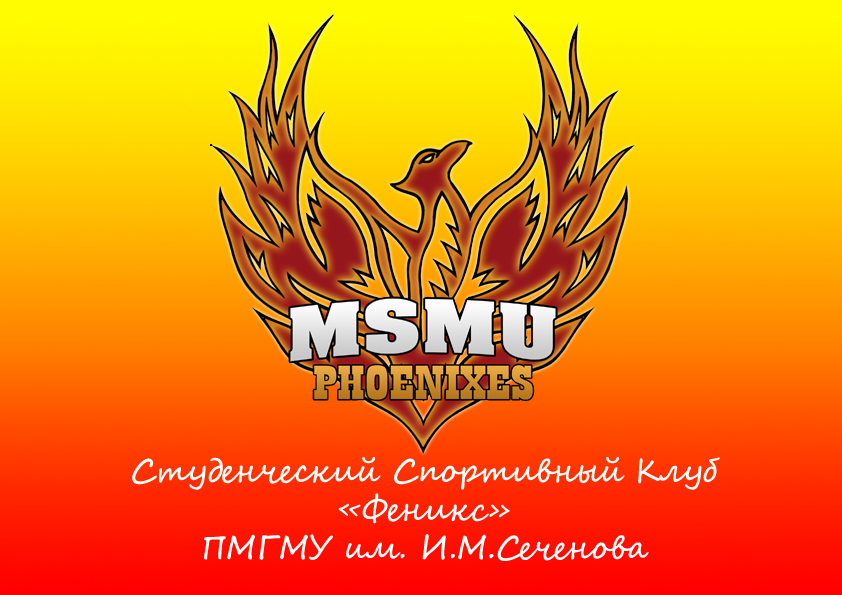 MSMU
PHOENIXES
Студенческий Спортивный Клуб
«Феникс»
ПМГМУ им. И.М.Сеченова